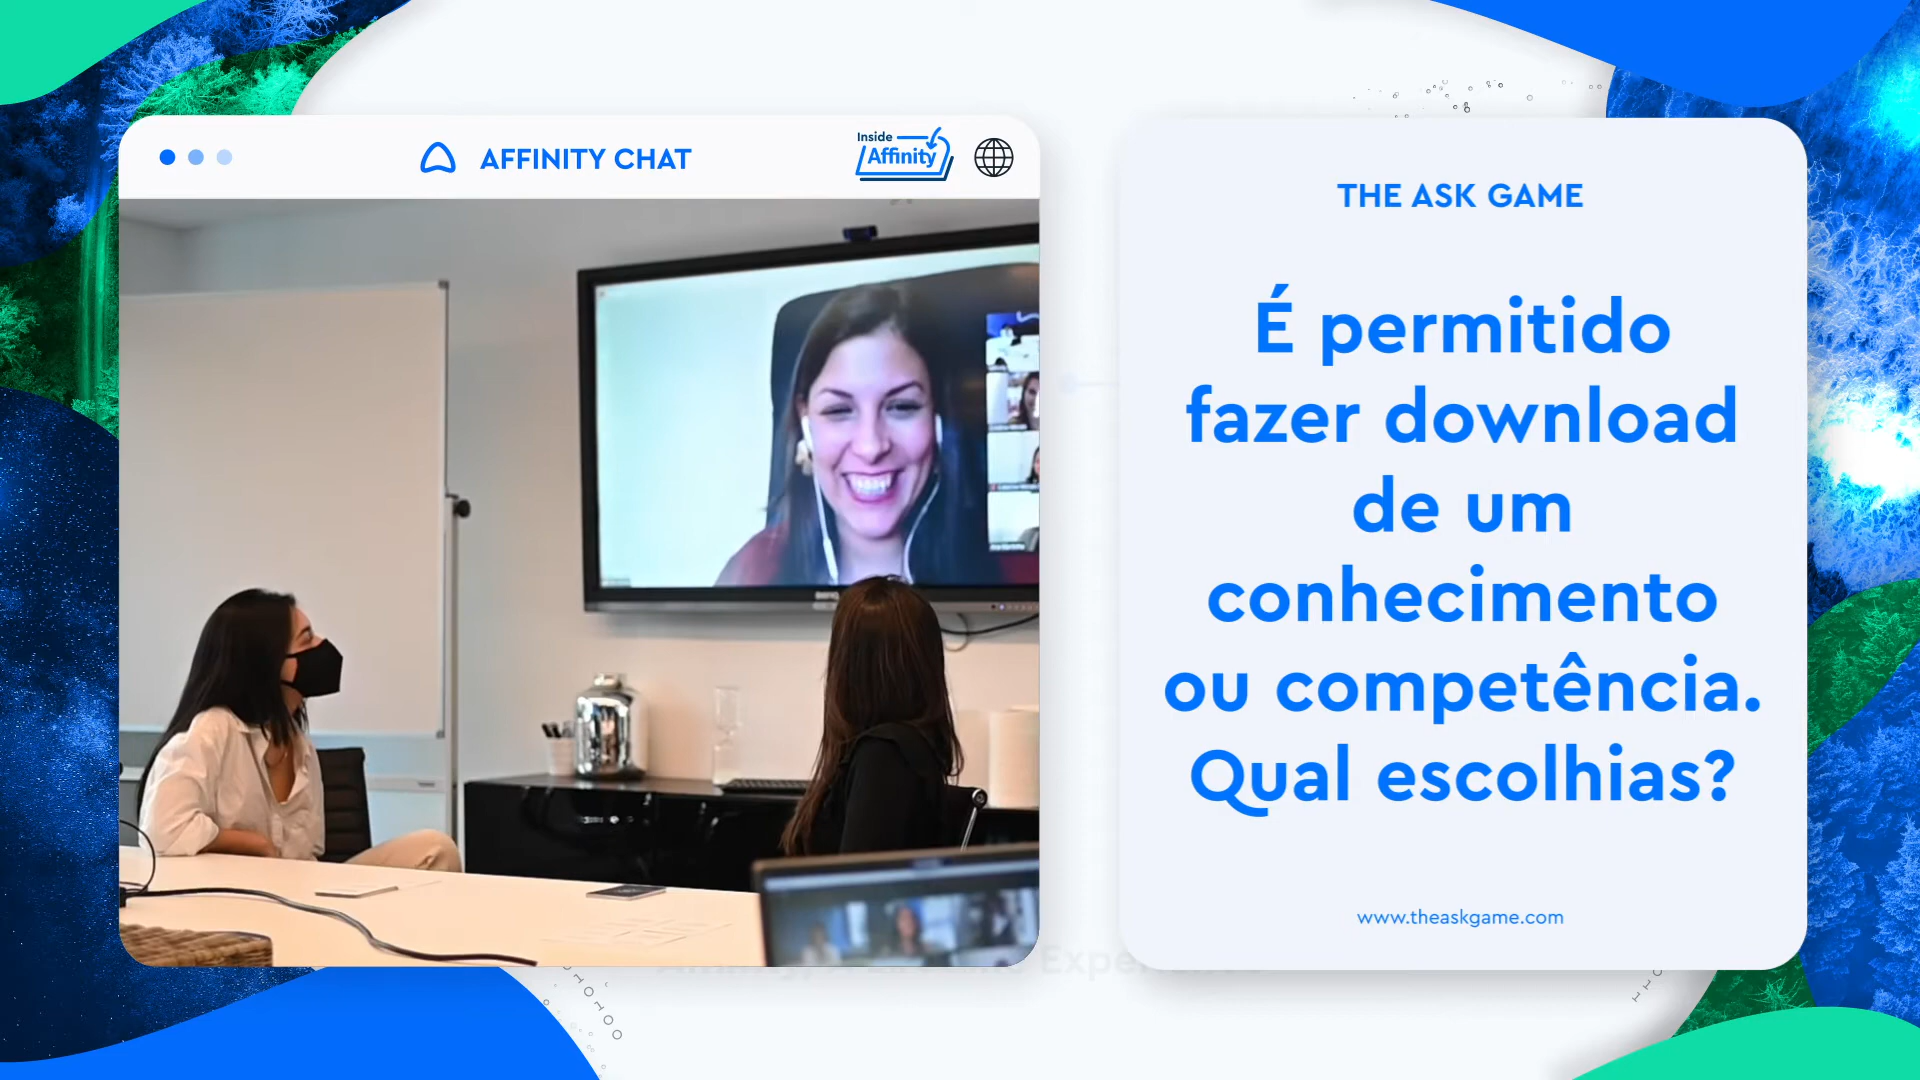 AFFINITY CHAT
Inside
Affinity
THE ASK GAME
É permitido
fazer download
de um
conhecimento
ou competência.
Qual escolhias?
www.theaskgame.com
BENQ